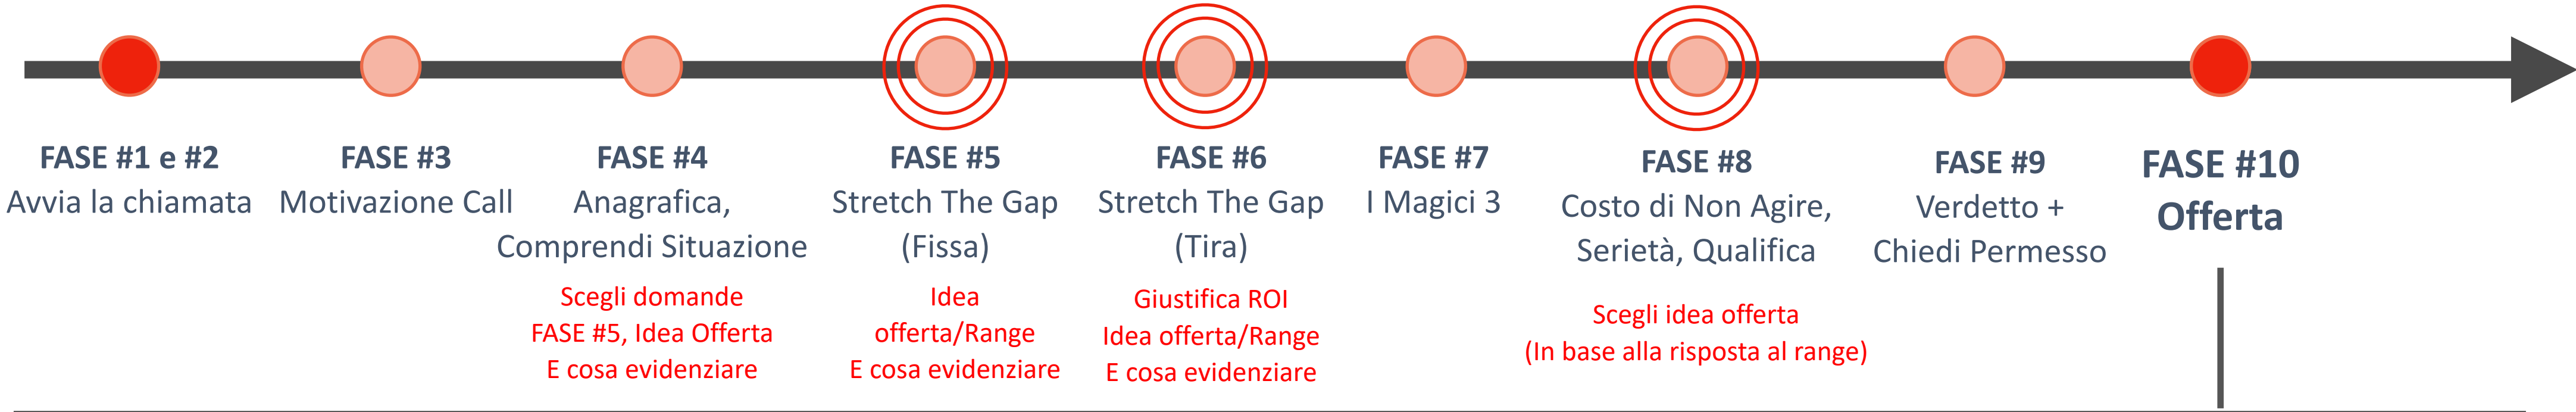 FASE #1 e #2
Avvia la chiamata
FASE #3
Motivazione Call
FASE #4
Anagrafica,
Comprendi Situazione
Scegli domande
FASE #5, Idea Offerta
E cosa evidenziare
FASE #5
Stretch The Gap
(Fissa)
Idea
offerta/Range
E cosa evidenziare
FASE #6
Stretch The Gap
(Tira)
Giustifica ROI
Idea offerta/Range
E cosa evidenziare
FASE #7
I Magici 3
FASE #8
Costo di Non Agire,
Serietà, Qualifica
Scegli idea offerta
(In base alla risposta al range)
FASE #9
Verdetto +
Chiedi Permesso
FASE #10
Offerta